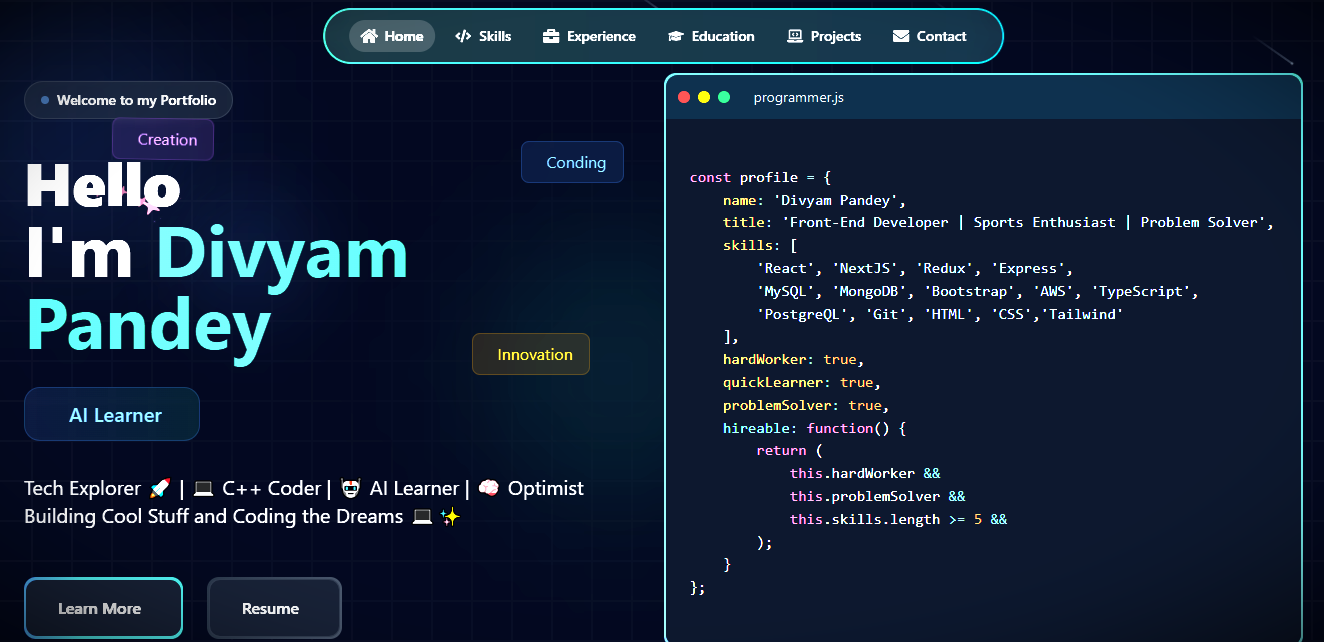 Home Skills Experience Education Projects Contact
Welcome to my Portfolio
Creation
Conding
Hello
I'm Divyam
Pandey
Innovation
AI Learner
Tech Explorer 🚀 | 💻 C++ Coder | 🤖 AI Learner | 🧠 Optimist
Building Cool Stuff and Coding the Dreams 💻 ✨
Learn More Resume
programmer.js
const profile = {
name: 'Divyam Pandey',
title: 'Front-End Developer | Sports Enthusiast | Problem Solver',
skills: [
'React', 'NextJS', 'Redux', 'Express',
'MySQL', 'MongoDB', 'Bootstrap', 'AWS', 'TypeScript',
'PostgreQL', 'Git', 'HTML', 'CSS','Tailwind'
],
hardWorker: true,
quickLearner: true,
problemSolver: true,
hireable: function() {
return (
this.hardWorker &&
this.problemSolver &&
this.skills.length >= 5 &&
);
}
};